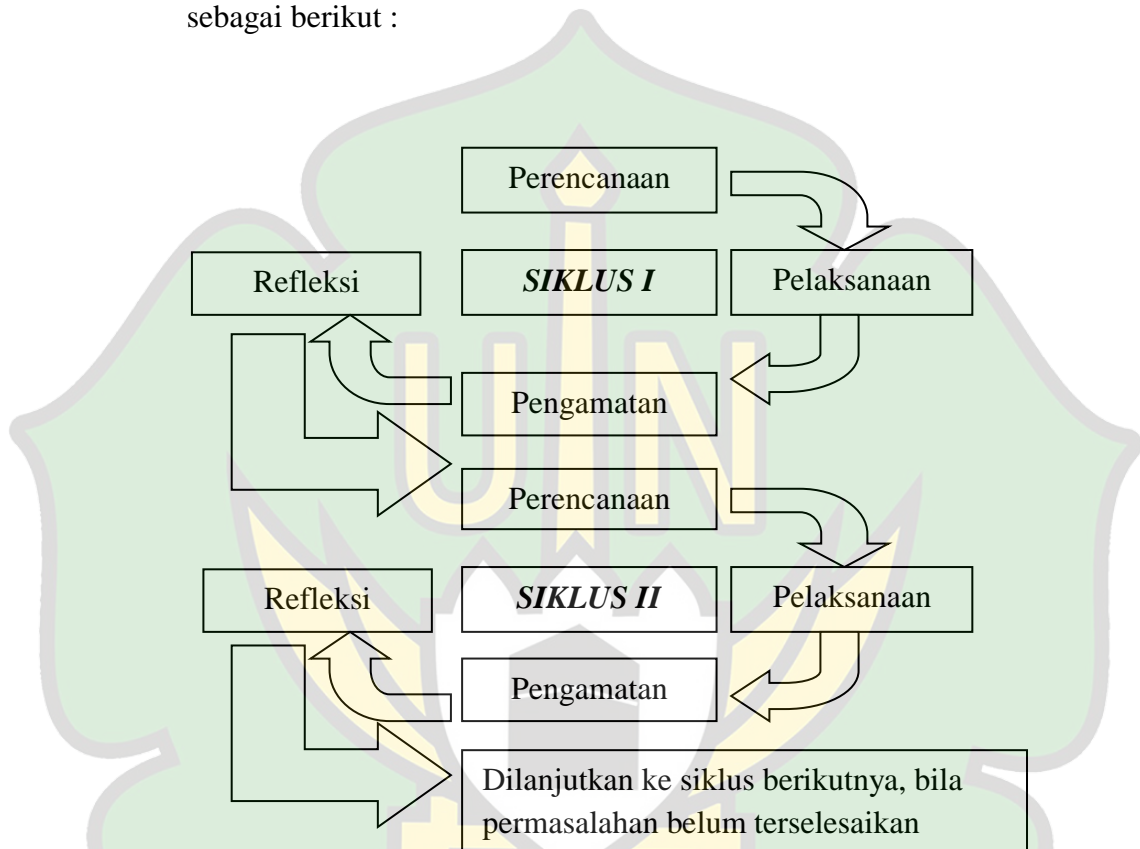 sebagai berikut :
Perencanaan
Refleksi
SIKLUS I
Pelaksanaan
Pengamatan
Perencanaan
Refleksi
SIKLUS II
Pelaksanaan
Pengamatan
Dilanjutkan ke siklus berikutnya, bila
permasalahan belum terselesaikan
UIN